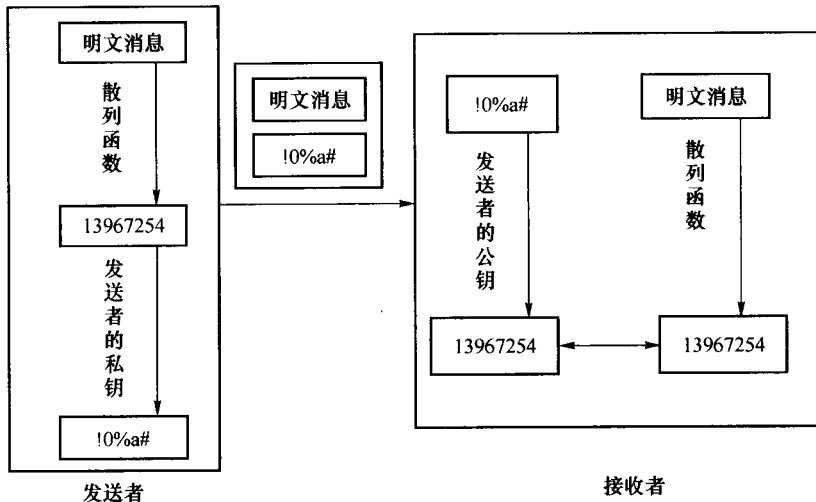 明文消息
散列函数
13967254
发送者的私钥
!0%a#
发送者
明文消息
!0%a#
!0%a#
明文消息
发送者的公钥
散列函数
13967254
13967254
接收者